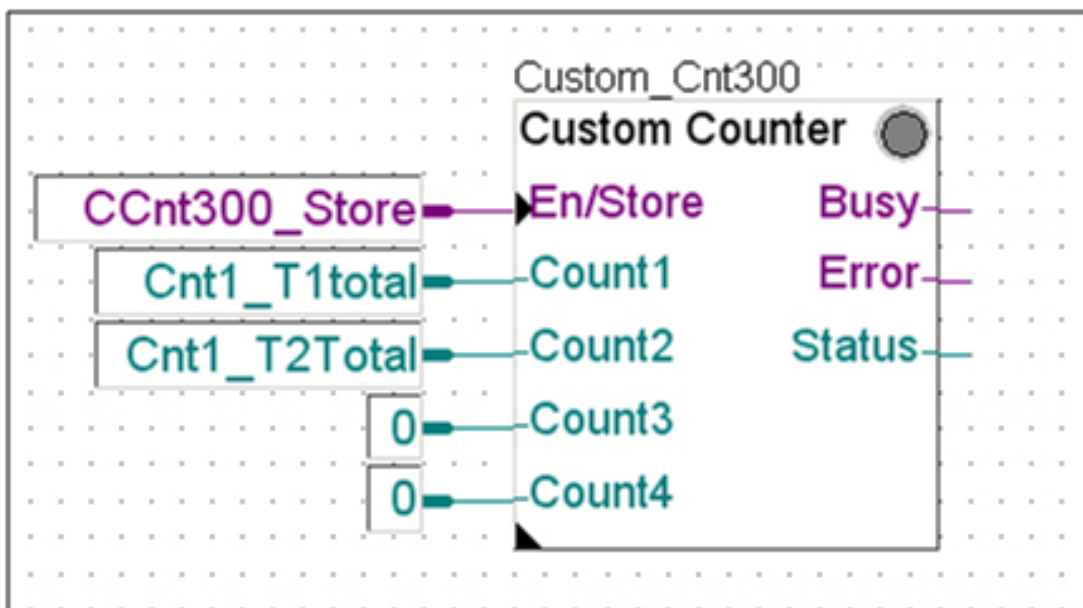 Custom_Cnt300
Custom Counter
CCnt300_Store En/Store Busy
Cnt1_T1total Count1 Error
Cnt1_T2Total Count2 Status
0 Count3
0 Count4